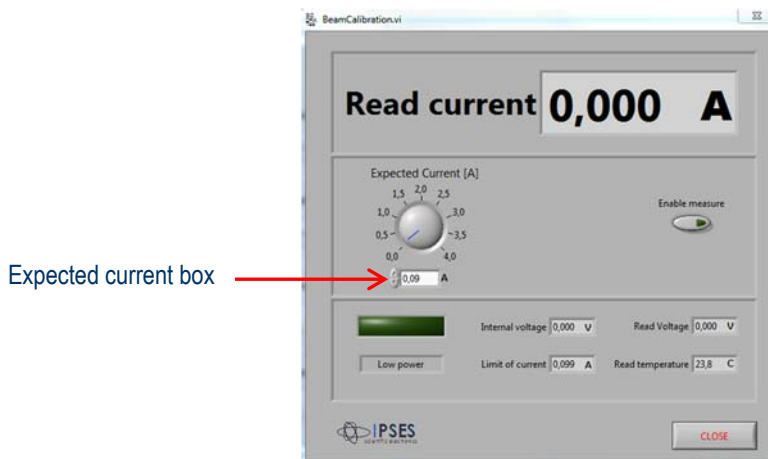 BeamCalibration.vi
Read current 0,000 A
Expected Current [A]
2,0
1,5 2,5
1,0 3,0
0,5 3,5
0,0 4,0
Enable measure
Expected current box
0,09 A
Internal voltage 0,000 V
Read Voltage 0,000 V
Low power
Limit of current 0,099 A
Read temperature 23,8 C
IPSES
scientific electronics
CLOSE